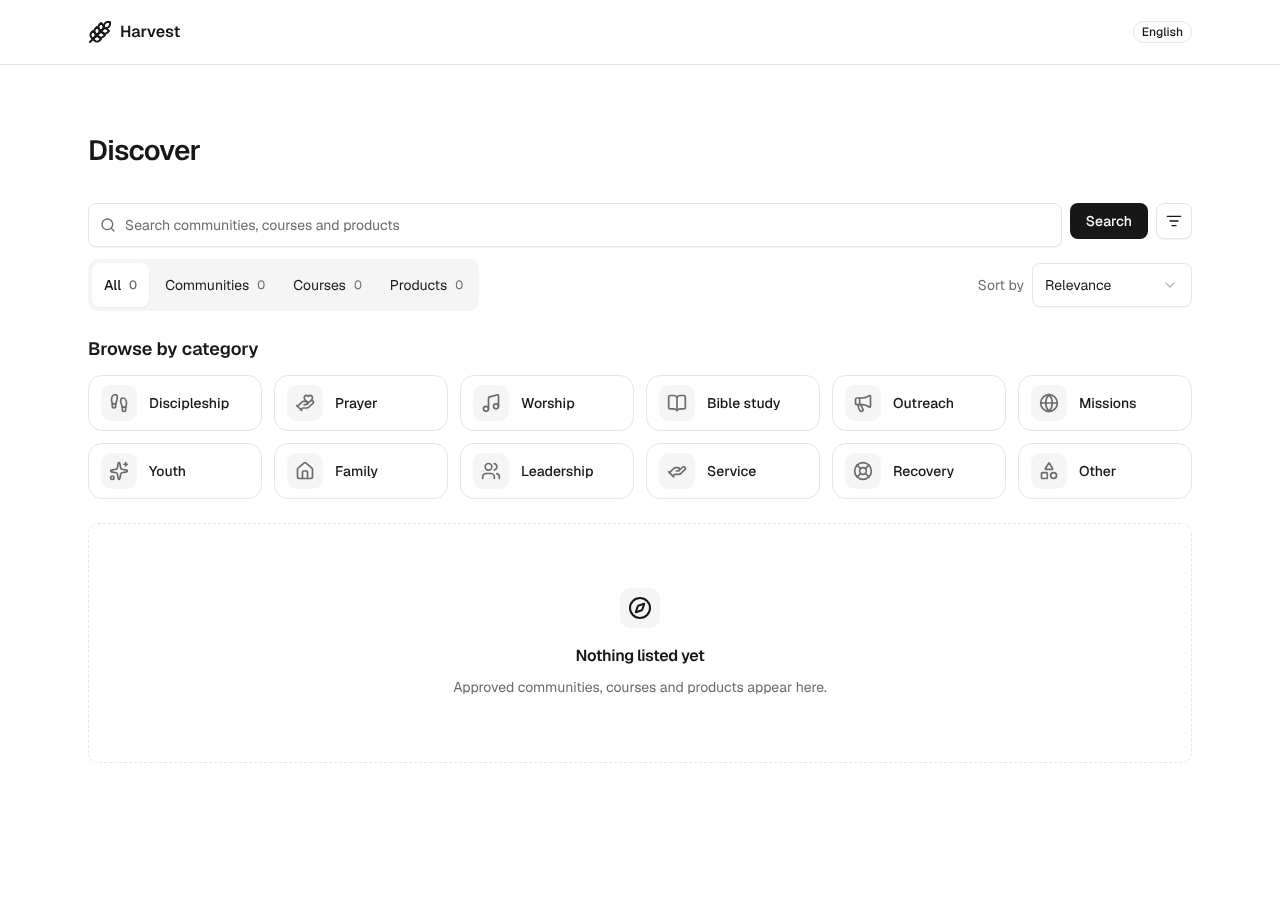 Harvest
English
Discover
Search communities, courses and products
Search
All 0
Communities 0
Courses 0
Products 0
Sort by
Relevance
Browse by category
Discipleship
Prayer
Worship
Bible study
Outreach
Missions
Youth
Family
Leadership
Service
Recovery
Other
Nothing listed yet
Approved communities, courses and products appear here.